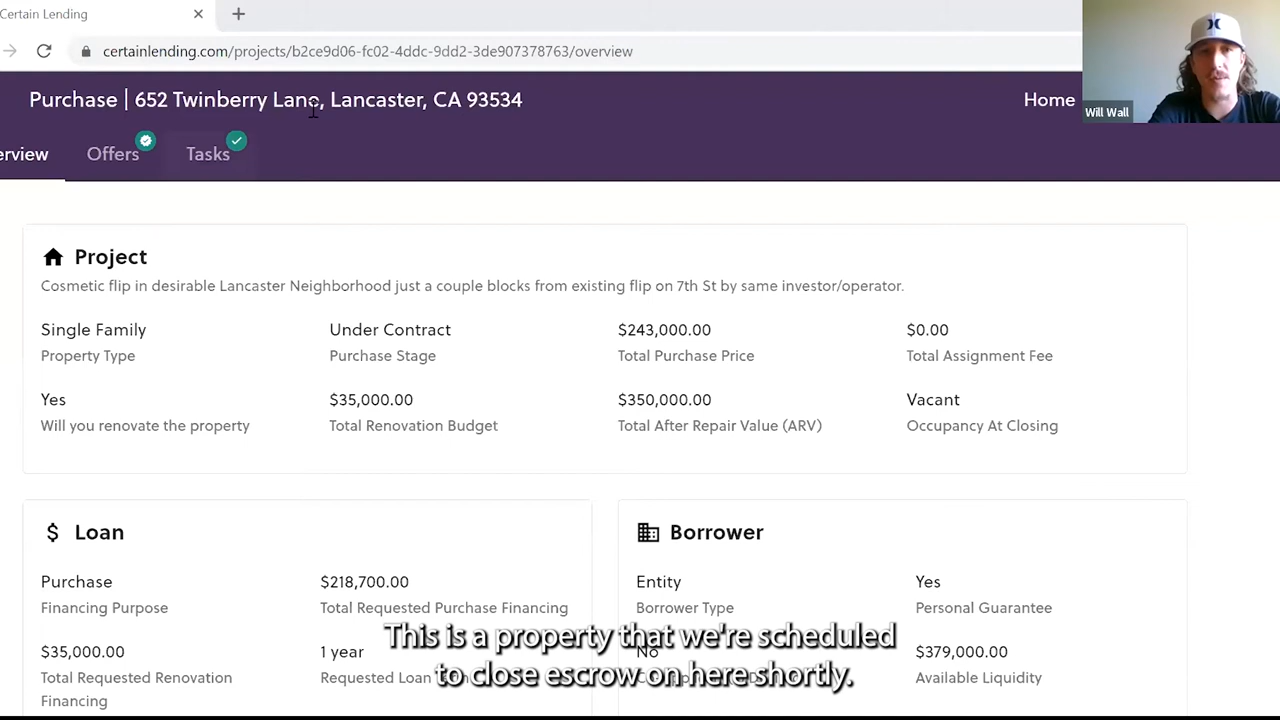 Certain Lending
certainlending.com/projects/b2ce9d06-fc02-4ddc-9dd2-3de907378763/overview
Purchase | 652 Twinberry Lane, Lancaster, CA 93534
Home
Will Wall
erview
Offers
Tasks
Project
Cosmetic flip in desirable Lancaster Neighborhood just a couple blocks from existing flip on 7th St by same investor/operator.
Single Family
Under Contract
$243,000.00
$0.00
Property Type
Purchase Stage
Total Purchase Price
Total Assignment Fee
Yes
$35,000.00
$350,000.00
Vacant
Will you renovate the property
Total Renovation Budget
Total After Repair Value (ARV)
Occupancy At Closing
Loan
Borrower
Purchase
$218,700.00
Entity
Yes
Financing Purpose
Total Requested Purchase Financing
Borrower Type
Personal Guarantee
$35,000.00
1 year
No
$379,000.00
Total Requested Renovation
Financing
Requested Loan
Available Liquidity
This is a property that we're scheduled
to close escrow on here shortly.